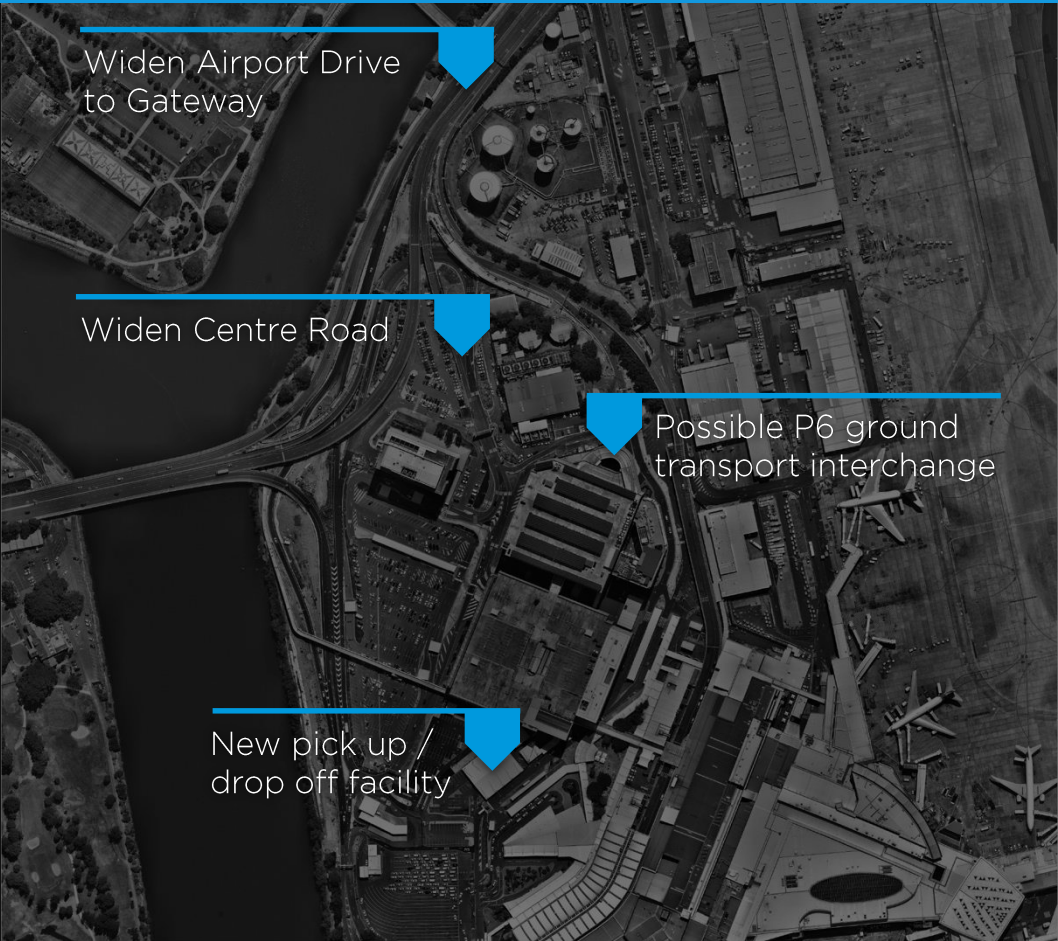 Widen Airport Drive
to Gateway
Widen Centre Road
Possible P6 ground
transport interchange
New pick up /
drop off facility